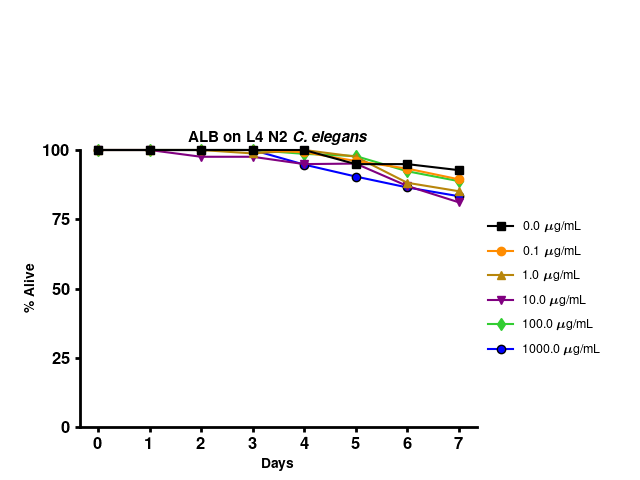 ALB on L4 N2 C. elegans
100
75
50
25
0
% Alive
0 1 2 3 4 5 6 7
Days
0.0 μg/mL
0.1 μg/mL
1.0 μg/mL
10.0 μg/mL
100.0 μg/mL
1000.0 μg/mL